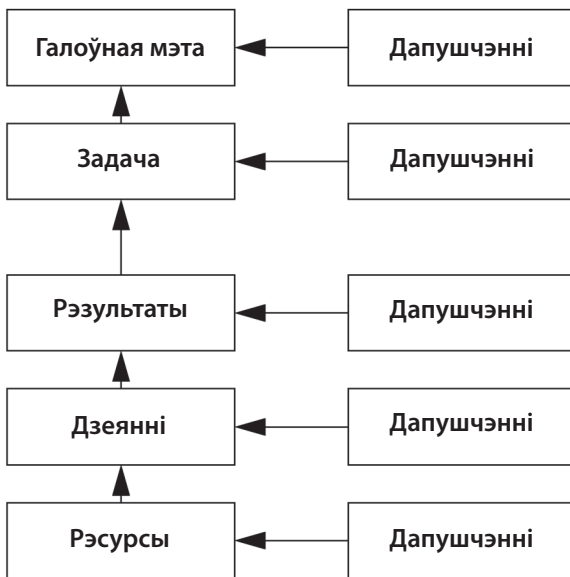 Галоўная мэта
Дапушчэнні
Задача
Дапушчэнні
Рэзультаты
Дапушчэнні
Дзеянні
Дапушчэнні
Рэсурсы
Дапушчэнні